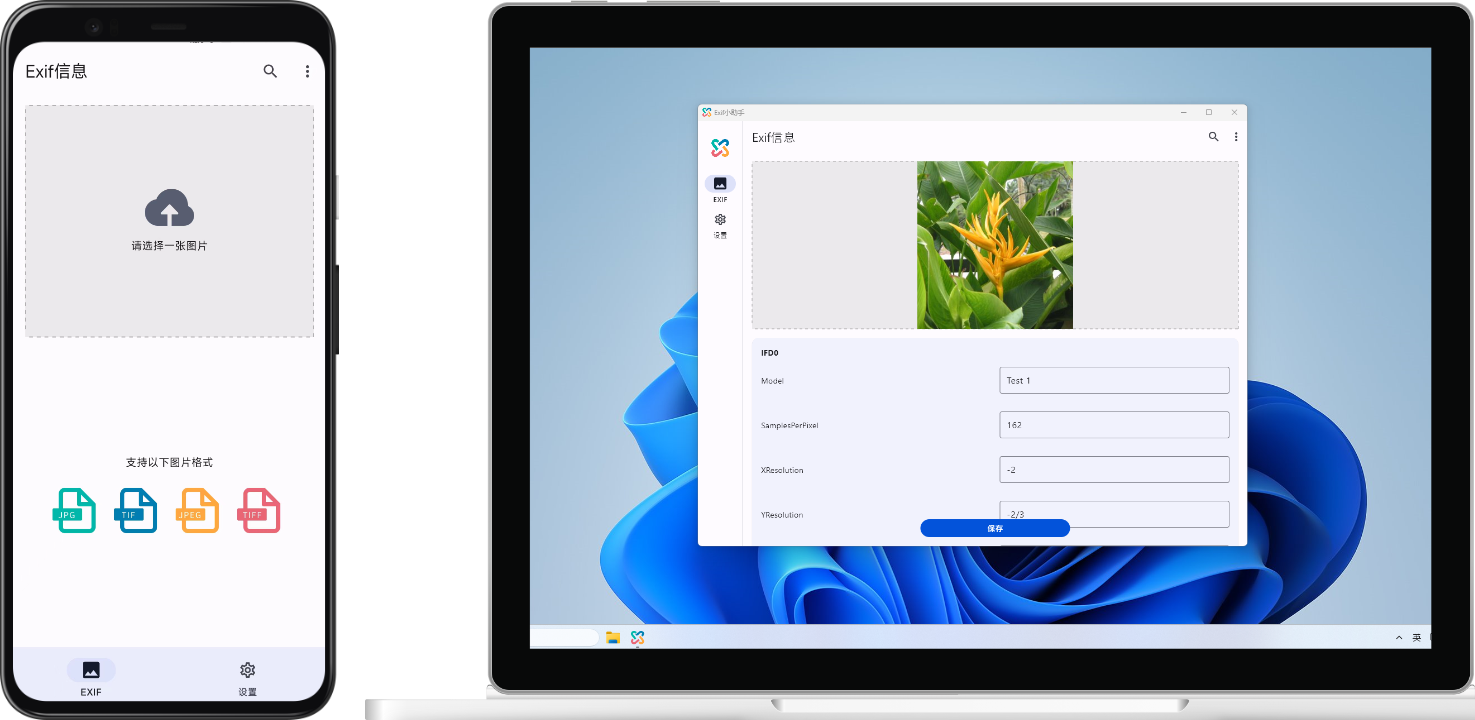 Exif信息
请选择一张图片
支持以下图片格式
JPG
TIF
JPEG
TIFF
EXIF
设置
Exif小助手
Exif信息
EXIF
设置
IFD0
Model
Test 1
SamplesPerPixel
162
XResolution
-2
YResolution
-2/3
保存
英